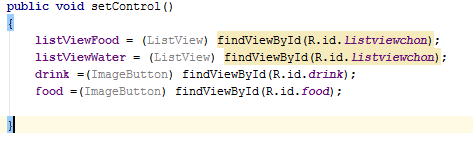 public void setControl()
{
listViewFood = (ListView) findViewById(R.id.listviewchon);
listViewWater = (ListView) findViewById(R.id.listviewchon);
drink =(ImageButton) findViewById(R.id.drink);
food =(ImageButton) findViewById(R.id.food);
}